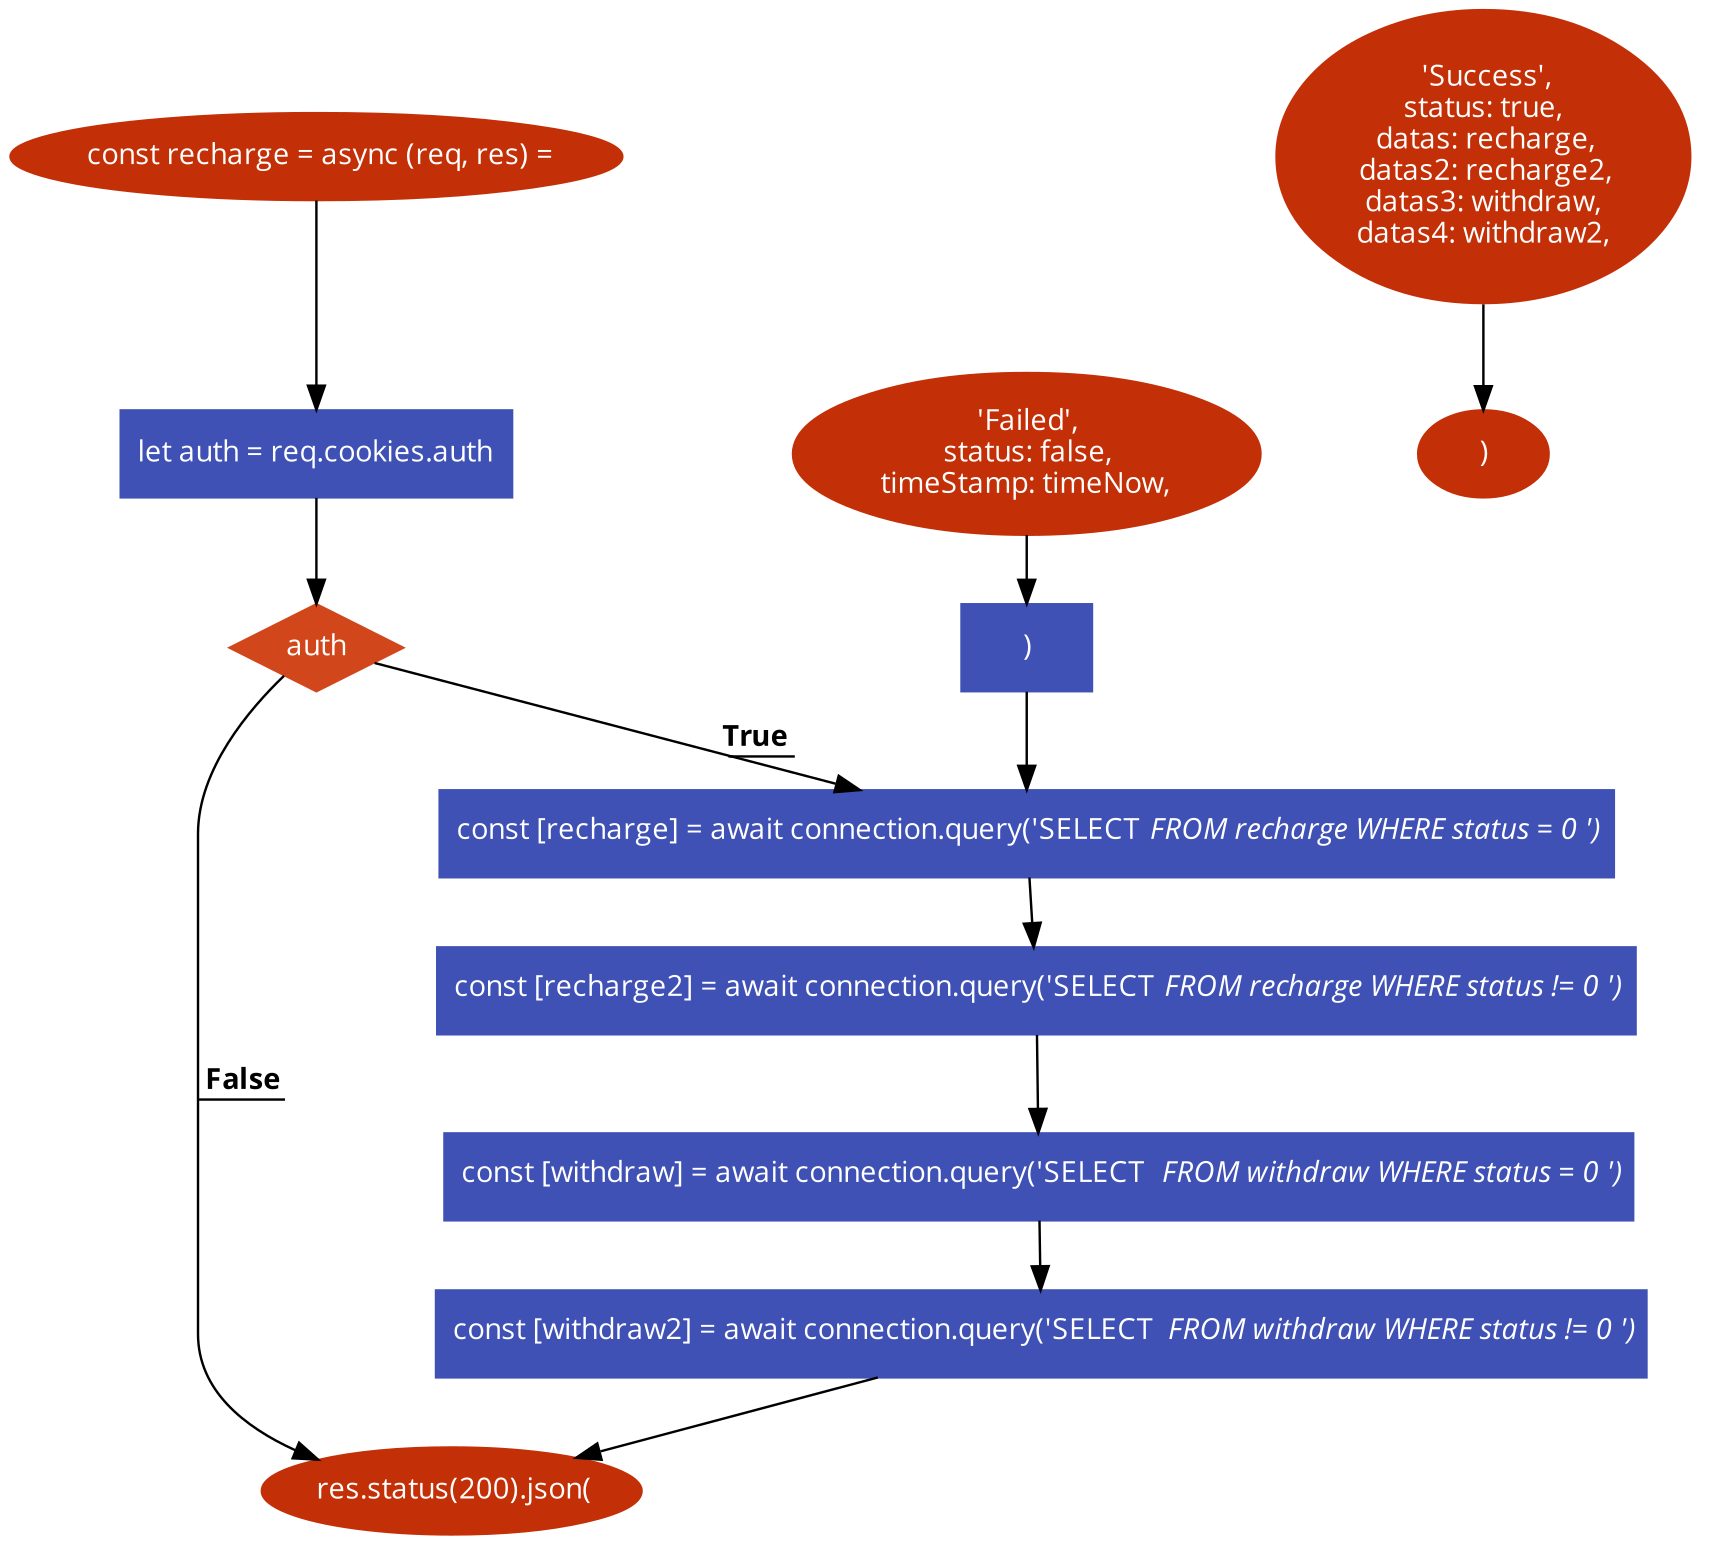 'Success',
status: true,
datas: recharge,
datas2: recharge2,
datas3: withdraw,
datas4: withdraw2,
const recharge = async (req, res) =
'Failed',
status: false,
timeStamp: timeNow,
let auth = req.cookies.auth
)
auth
)
True
const [recharge] = await connection.query('SELECT FROM recharge WHERE status = 0 ')
const [recharge2] = await connection.query('SELECT FROM recharge WHERE status != 0 ')
False
const [withdraw] = await connection.query('SELECT FROM withdraw WHERE status = 0 ')
const [withdraw2] = await connection.query('SELECT FROM withdraw WHERE status != 0 ')
res.status(200).json(